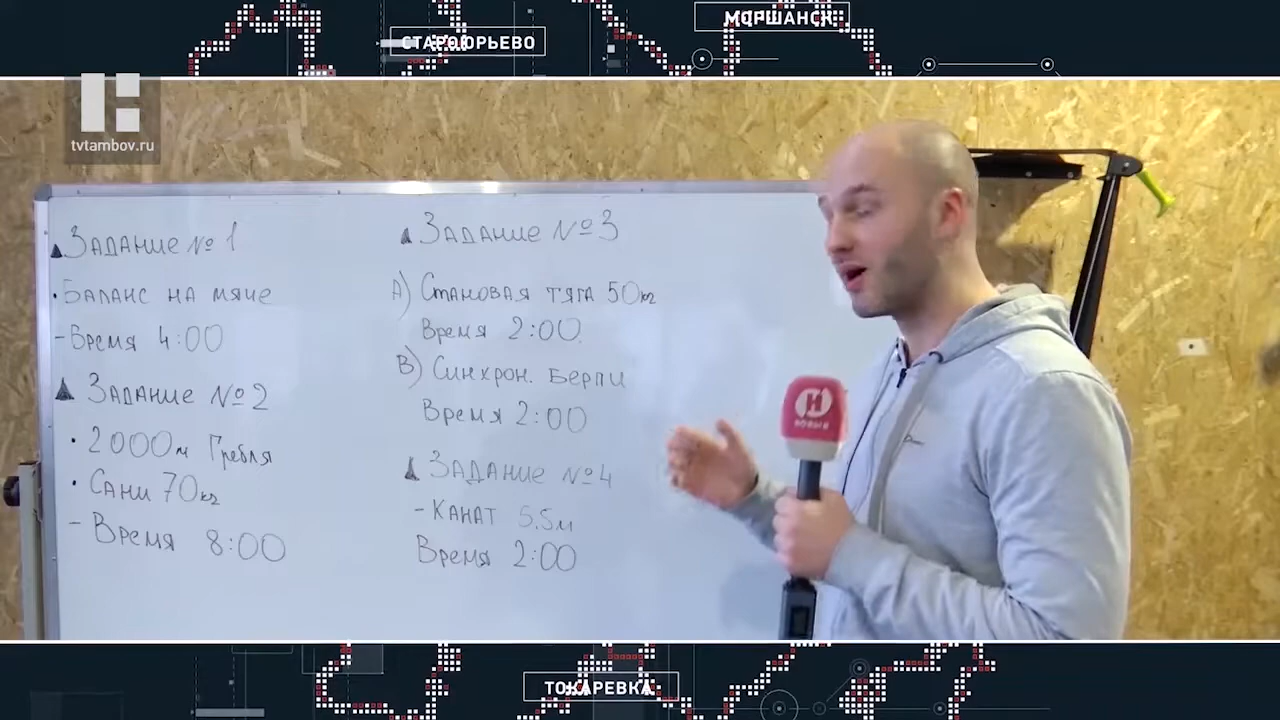 МОРШАНСК
СТАРОЮРЬЕВО
tvtambov.ru
ЗАДАНИЕ № 1
· БАЛАНС НА МЯЧЕ
- ВРЕМЯ 4:00
ЗАДАНИЕ № 2
· 2000м Гребля
· Сани 70кг
- Время 8:00
ЗАДАНИЕ № 3
А) СТАНОВАЯ ТЯГА 50кг
Время 2:00
В) Синхрон. БЕРПИ
Время 2:00
ЗАДАНИЕ № 4
- КАНАТ 5.5м
Время 2:00
ТОКАРЕВКА